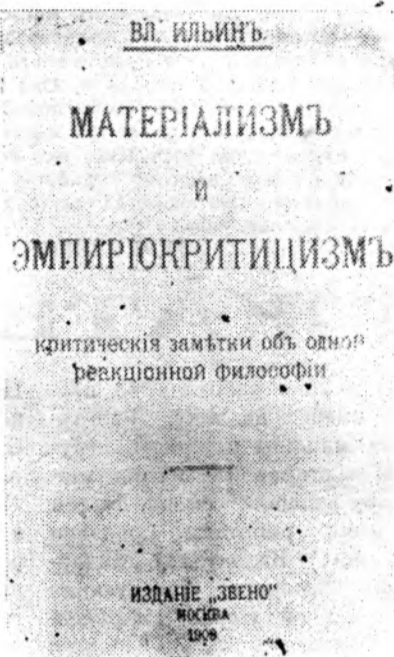 ВЛ. ИЛЬИНЪ.
МАТЕРІАЛИЗМЪ
И
ЭМПИРІОКРИТИЦИЗМЪ
критическія замѣтки объ одной
реакціонной философіи
ИЗДАНІЕ „ЗВЕНО"
МОСКВА
1909